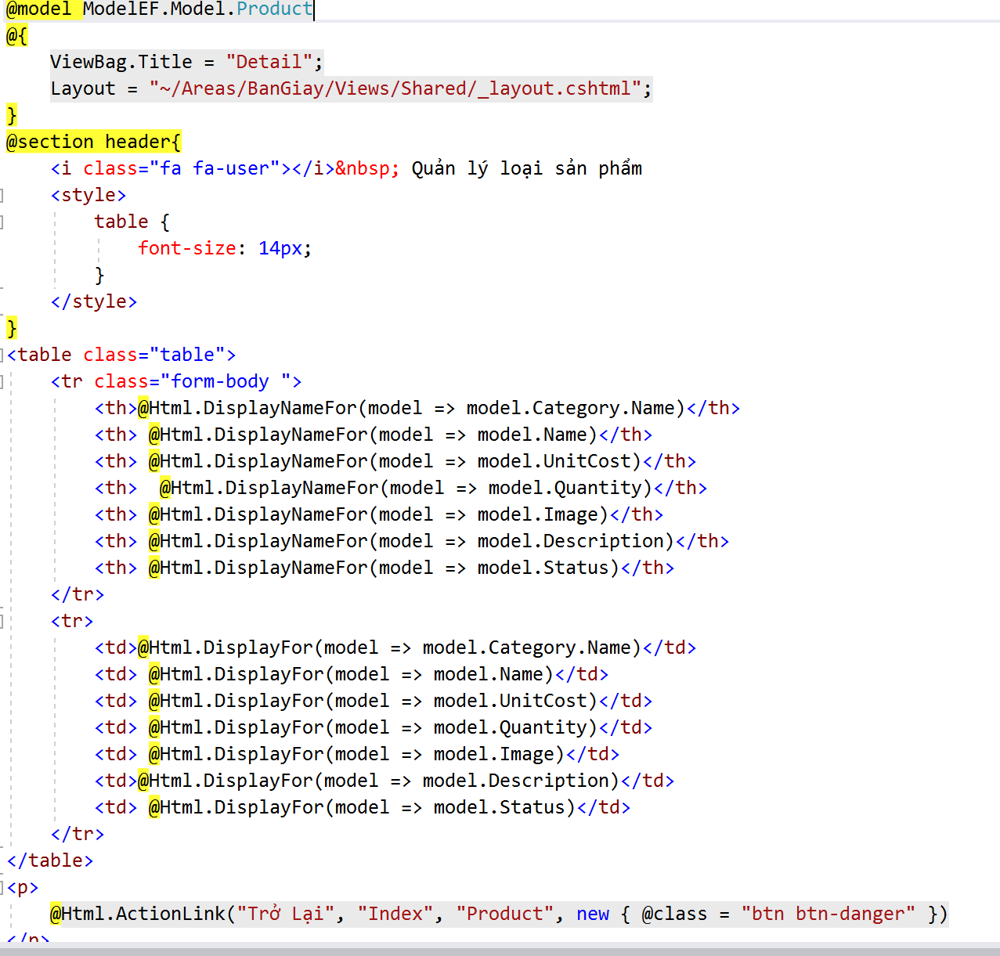 @model ModelEF.Model.Product
@{
    ViewBag.Title = "Detail";
    Layout = "~/Areas/BanGiay/Views/Shared/_layout.cshtml";
}
@section header{
    <i class="fa fa-user"></i>&nbsp; Quản lý loại sản phẩm
    <style>
        table {
            font-size: 14px;
        }
    </style>
}
<table class="table">
    <tr class="form-body ">
        <th>@Html.DisplayNameFor(model => model.Category.Name)</th>
        <th> @Html.DisplayNameFor(model => model.Name)</th>
        <th> @Html.DisplayNameFor(model => model.UnitCost)</th>
        <th>  @Html.DisplayNameFor(model => model.Quantity)</th>
        <th> @Html.DisplayNameFor(model => model.Image)</th>
        <th> @Html.DisplayNameFor(model => model.Description)</th>
        <th> @Html.DisplayNameFor(model => model.Status)</th>
    </tr>
    <tr>
        <td>@Html.DisplayFor(model => model.Category.Name)</td>
        <td> @Html.DisplayFor(model => model.Name)</td>
        <td> @Html.DisplayFor(model => model.UnitCost)</td>
        <td> @Html.DisplayFor(model => model.Quantity)</td>
        <td> @Html.DisplayFor(model => model.Image)</td>
        <td>@Html.DisplayFor(model => model.Description)</td>
        <td> @Html.DisplayFor(model => model.Status)</td>
    </tr>
</table>
<p>
    @Html.ActionLink("Trở Lại", "Index", "Product", new { @class = "btn btn-danger" })
</p>